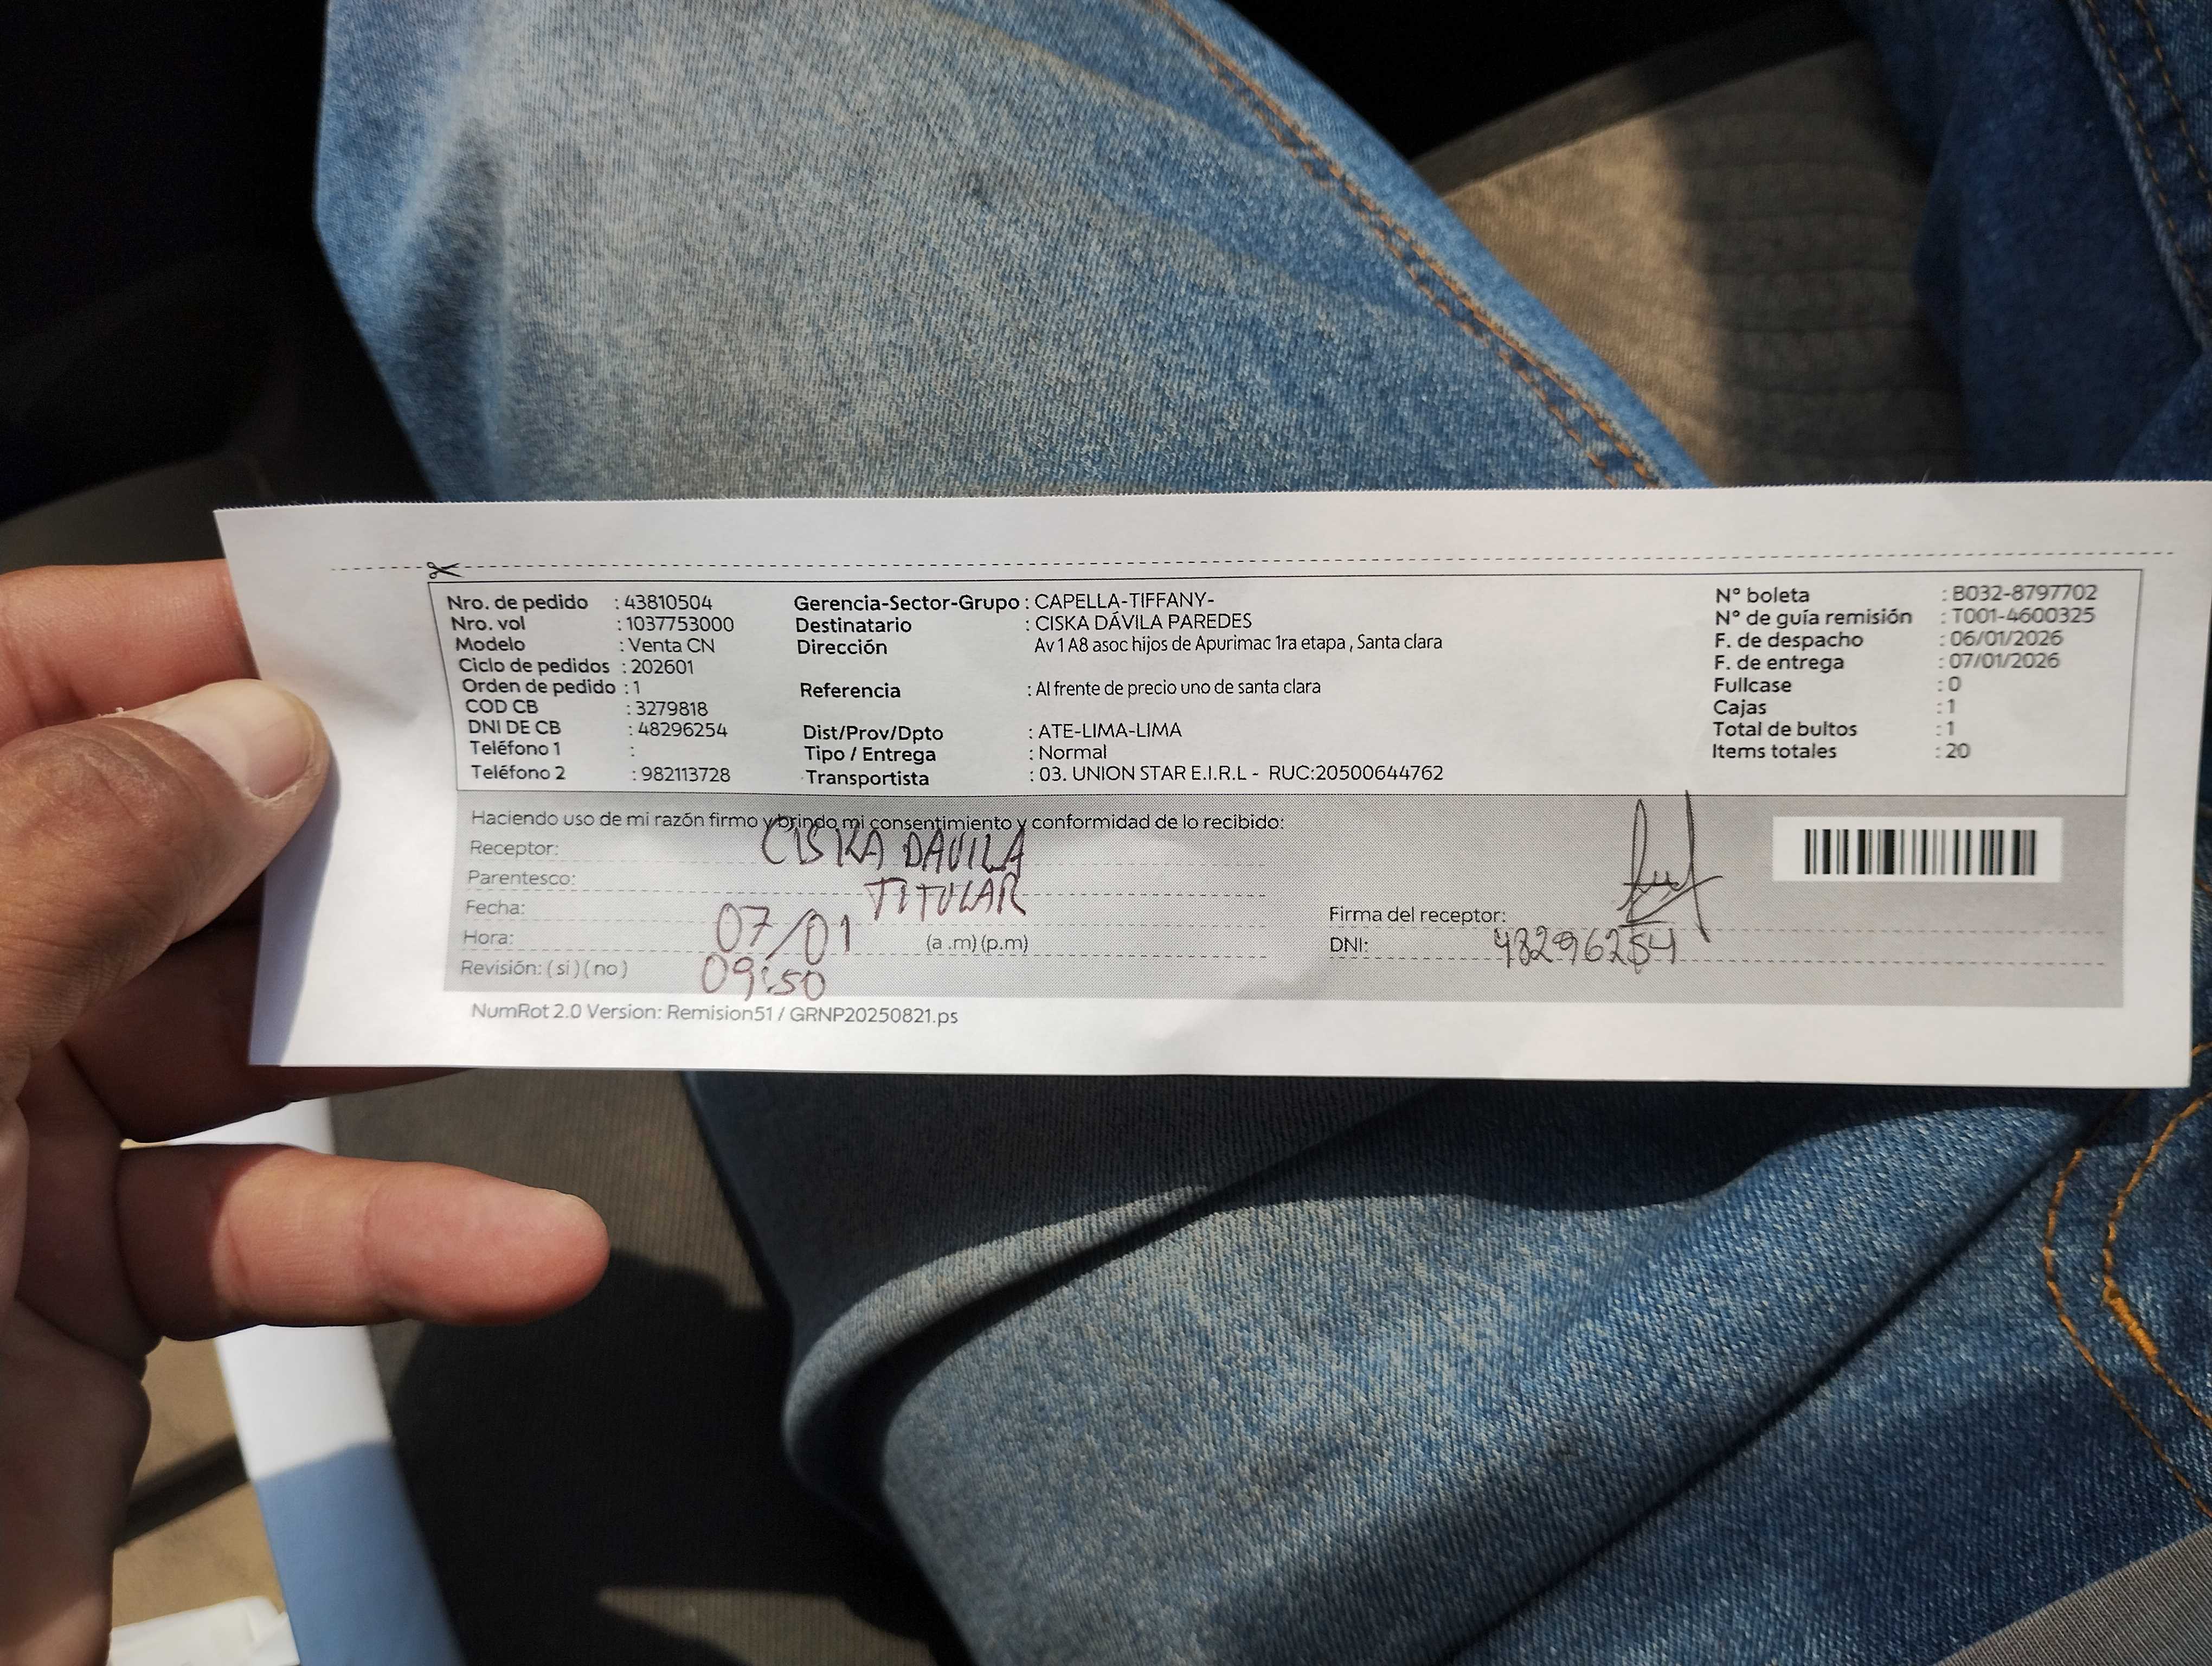 Nro. de pedido : 43810504 Gerencia-Sector-Grupo : CAPELLA-TIFFANY- N° boleta : B032-8797702
Nro. vol : 1037753000 Destinatario : CISKA DÁVILA PAREDES N° de guía remisión : T001-4600325
Modelo : Venta CN Dirección Av 1 A8 asoc hijos de Apurimac 1ra etapa , Santa clara F. de despacho : 06/01/2026
Ciclo de pedidos : 202601 F. de entrega : 07/01/2026
Orden de pedido : 1 Referencia : Al frente de precio uno de santa clara Fullcase : 0
COD CB : 3279818 Cajas : 1
DNI DE CB : 48296254 Dist/Prov/Dpto : ATE-LIMA-LIMA Total de bultos : 1
Teléfono 1 : Tipo / Entrega : Normal Items totales : 20
Teléfono 2 : 982113728 Transportista : 03. UNION STAR E.I.R.L - RUC:20500644762
Haciendo uso de mi razón firmo y brindo mi consentimiento y conformidad de lo recibido:
Receptor: CISKA DAVILA
Parentesco: TITULAR
Fecha: 07/01 Firma del receptor:
Hora: (a .m) (p.m) DNI: 48296254
Revisión: ( si ) ( no ) 09:50
NumRot 2.0 Version: Remision51 / GRNP20250821.ps